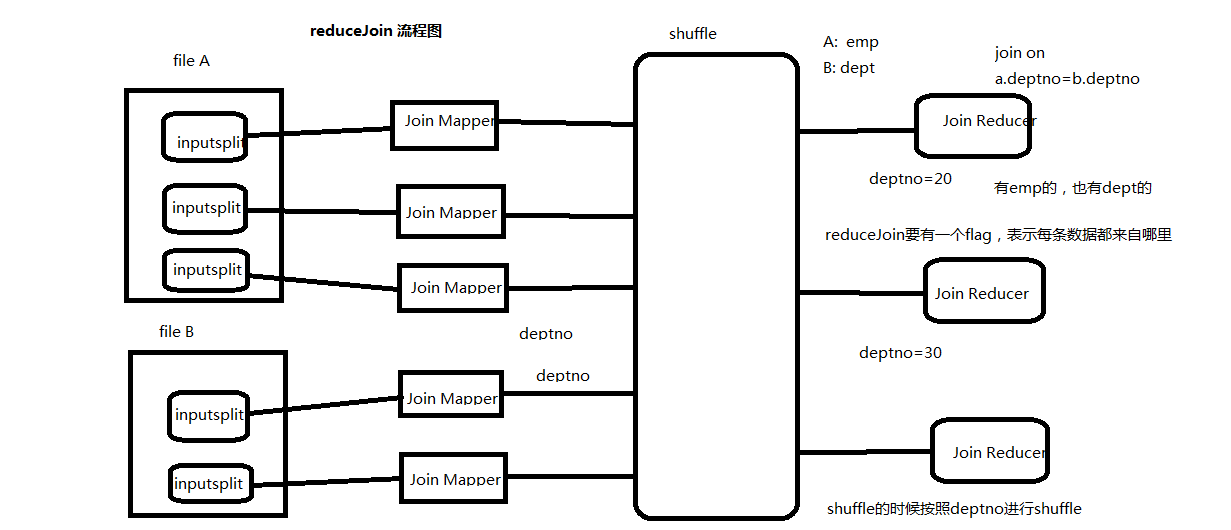 reduceJoin 流程图
shuffle
A: emp
B: dept
join on
a.deptno=b.deptno
file A
inputsplit
inputsplit
inputsplit
Join Mapper
Join Mapper
Join Mapper
Join Reducer
deptno=20
有emp的，也有dept的
reduceJoin要有一个flag，表示每条数据都来自哪里
Join Reducer
file B
deptno
deptno
deptno=30
inputsplit
inputsplit
Join Mapper
Join Mapper
Join Reducer
shuffle的时候按照deptno进行shuffle